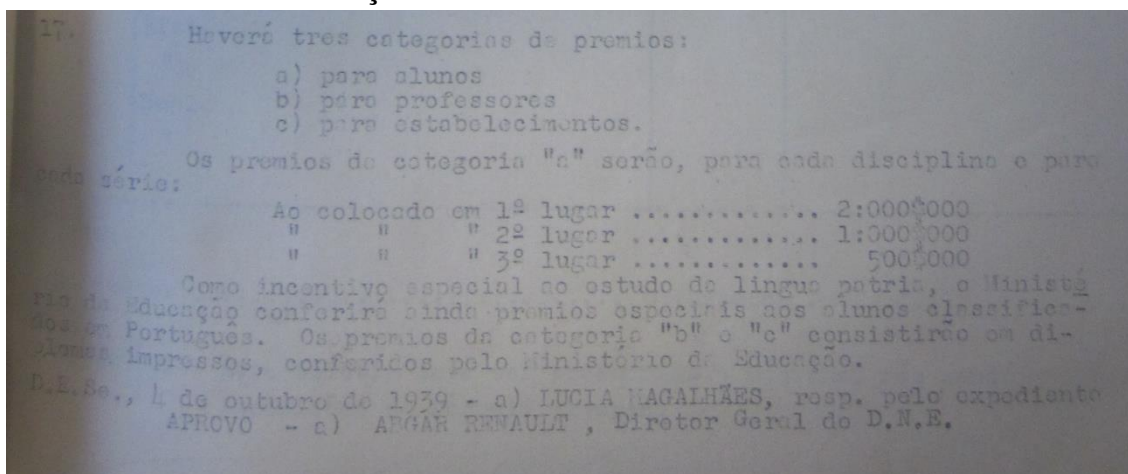 17. Haverá tres categorias de premios:
a) para alunos
b) para professores
c) para estabelecimentos.
Os premios da categoria "a" serão, para cada disciplina e para
cada série:
Ao colocado em 1º lugar .............. 2:000$000
" " " 2º lugar .............. 1:000$000
" " " 3º lugar .............. 500$000
Como incentivo especial ao estudo da lingua patria, o Ministé
rio da Educação conferirá ainda premios especiais aos alunos classifica-
dos em Português. Os premios da categoria "b" e "c" consistirão em di-
plomas impressos, conferidos pelo Ministério da Educação.
D.E.Se., 4 de outubro de 1939 - a) LUCIA MAGALHÃES, resp. pelo expediente
APROVO - a) ABGAR RENAULT , Diretor Geral do D.N.E.